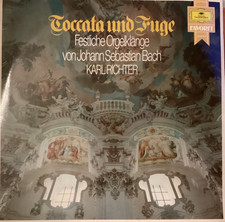 Toccata und Fuge
Festliche Orgelklänge
von Johann Sebastian Bach
KARL RICHTER